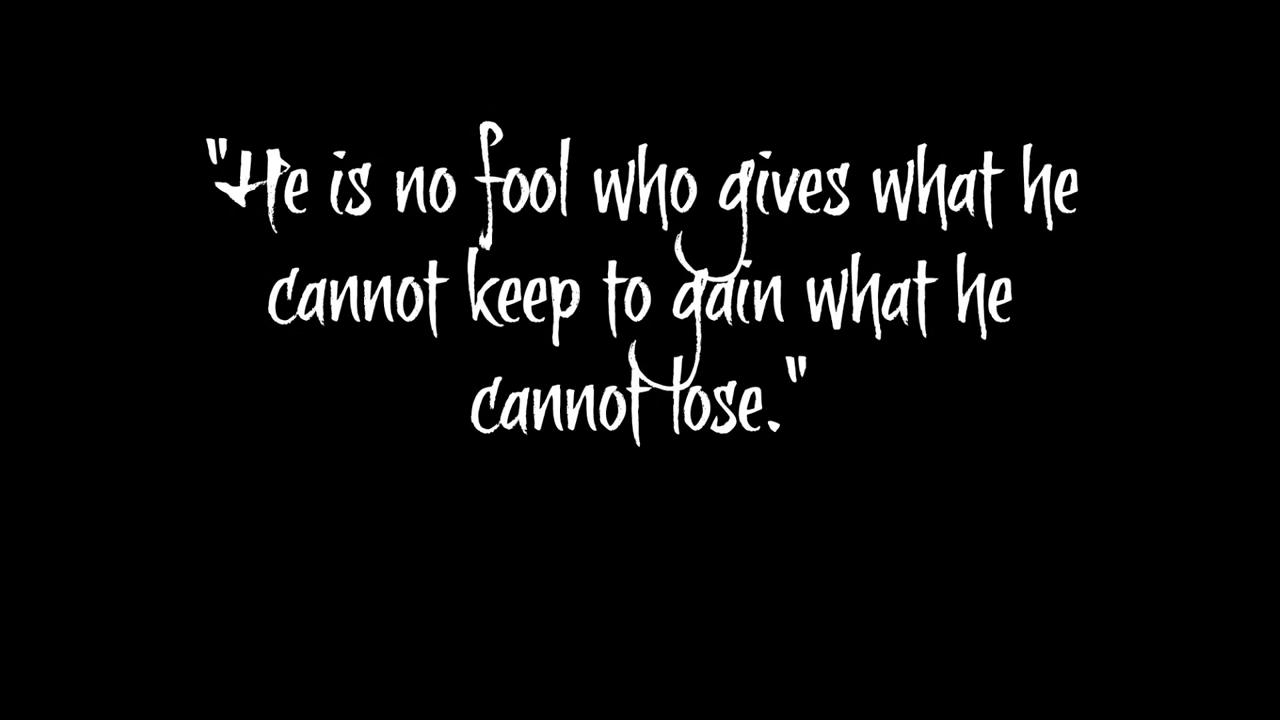 "He is no fool who gives what he
cannot keep to gain what he
cannot lose."